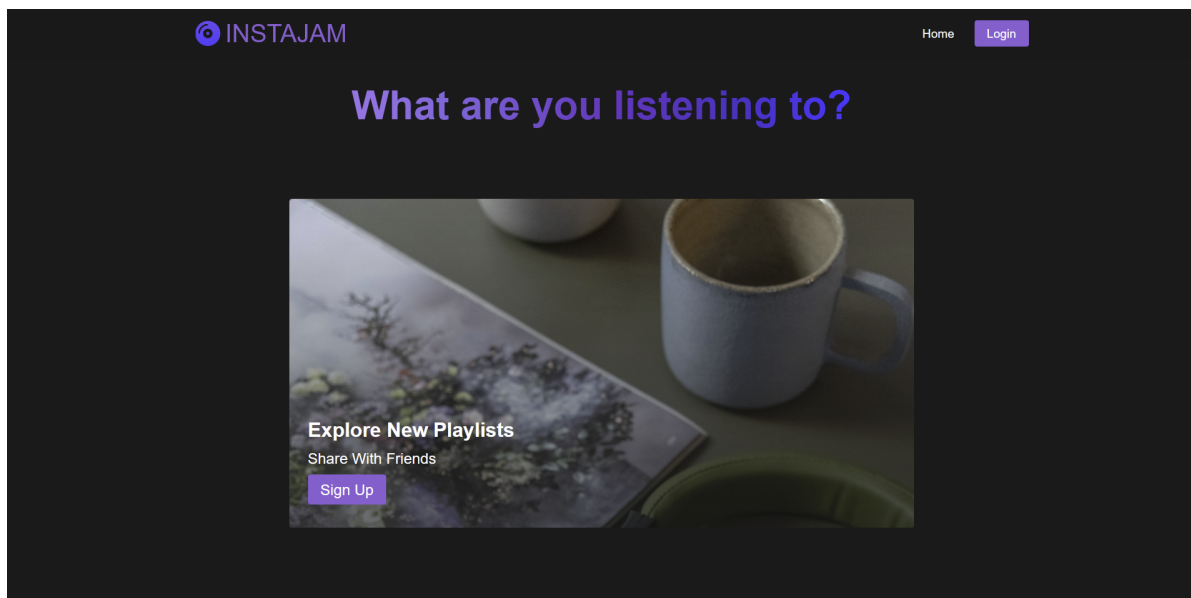 INSTAJAM
Home
Login
What are you listening to?
Explore New Playlists
Share With Friends
Sign Up